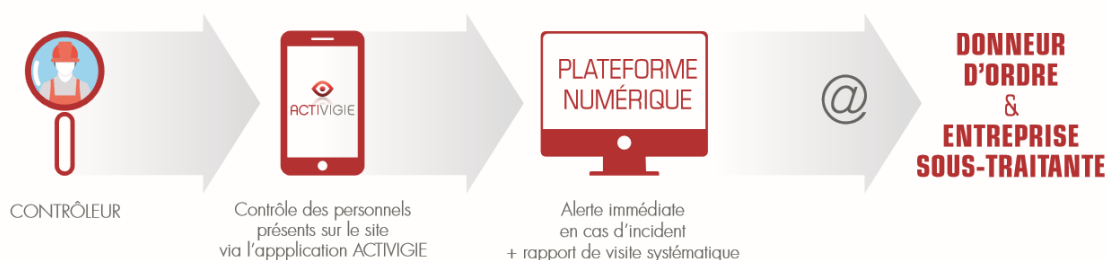 CONTRÔLEUR
ACTIVIGIE
Contrôle des personnels
présents sur le site
via l'appplication ACTIVIGIE
PLATEFORME
NUMÉRIQUE
Alerte immédiate
en cas d'incident
+ rapport de visite systématique
@
DONNEUR
D'ORDRE
&
ENTREPRISE
SOUS-TRAITANTE